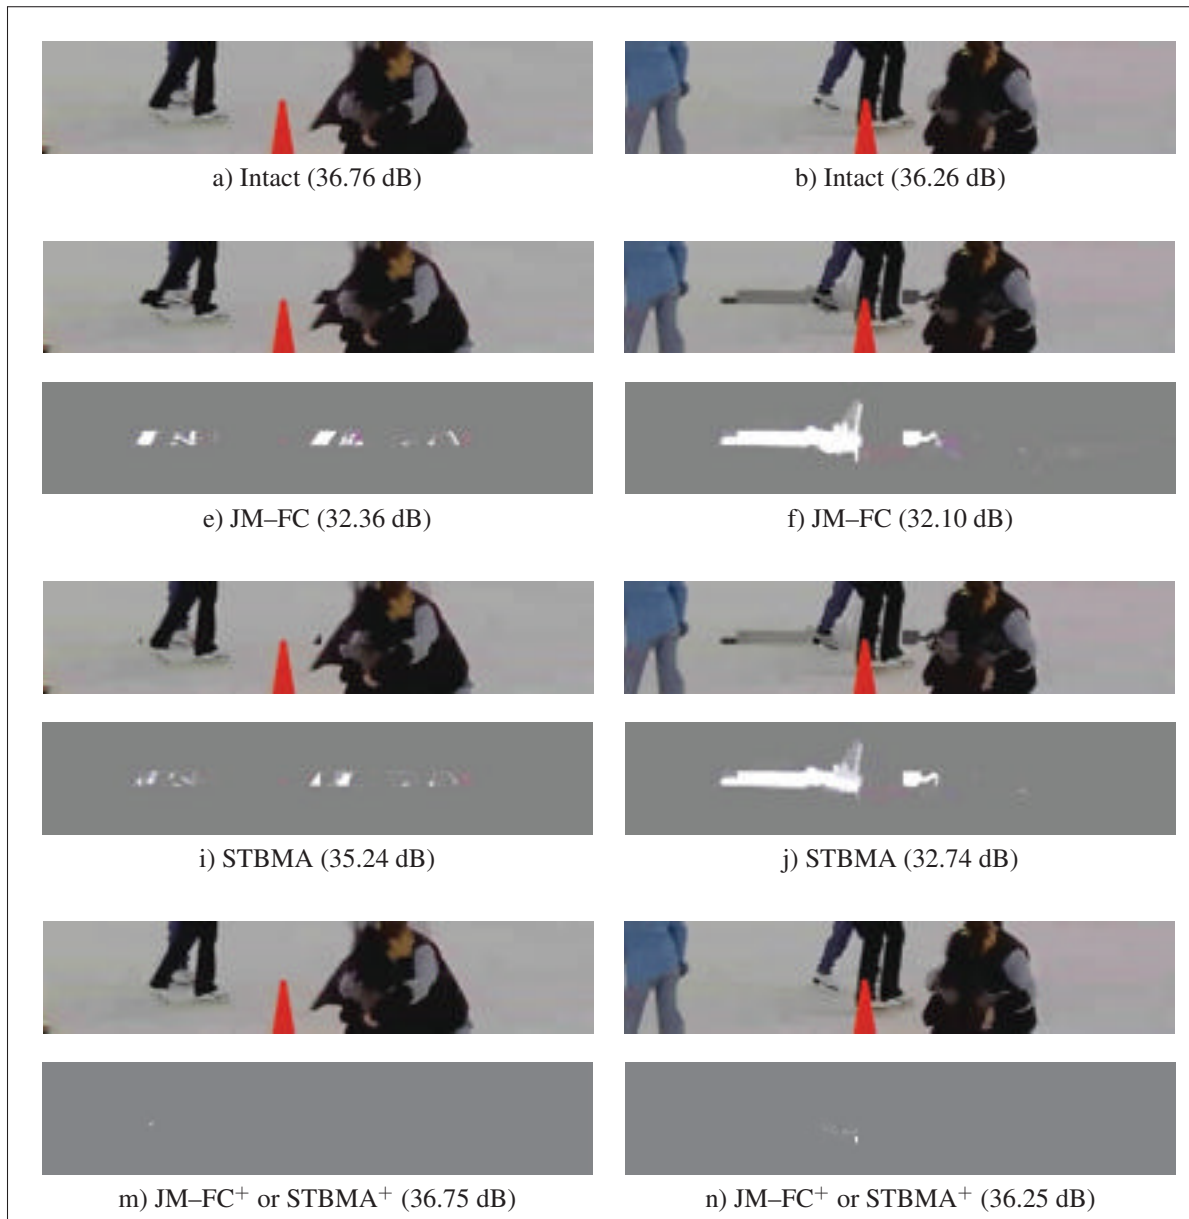 a) Intact (36.76 dB)
b) Intact (36.26 dB)
e) JM–FC (32.36 dB)
f) JM–FC (32.10 dB)
i) STBMA (35.24 dB)
j) STBMA (32.74 dB)
m) JM–FC⁺ or STBMA⁺ (36.75 dB)
n) JM–FC⁺ or STBMA⁺ (36.25 dB)